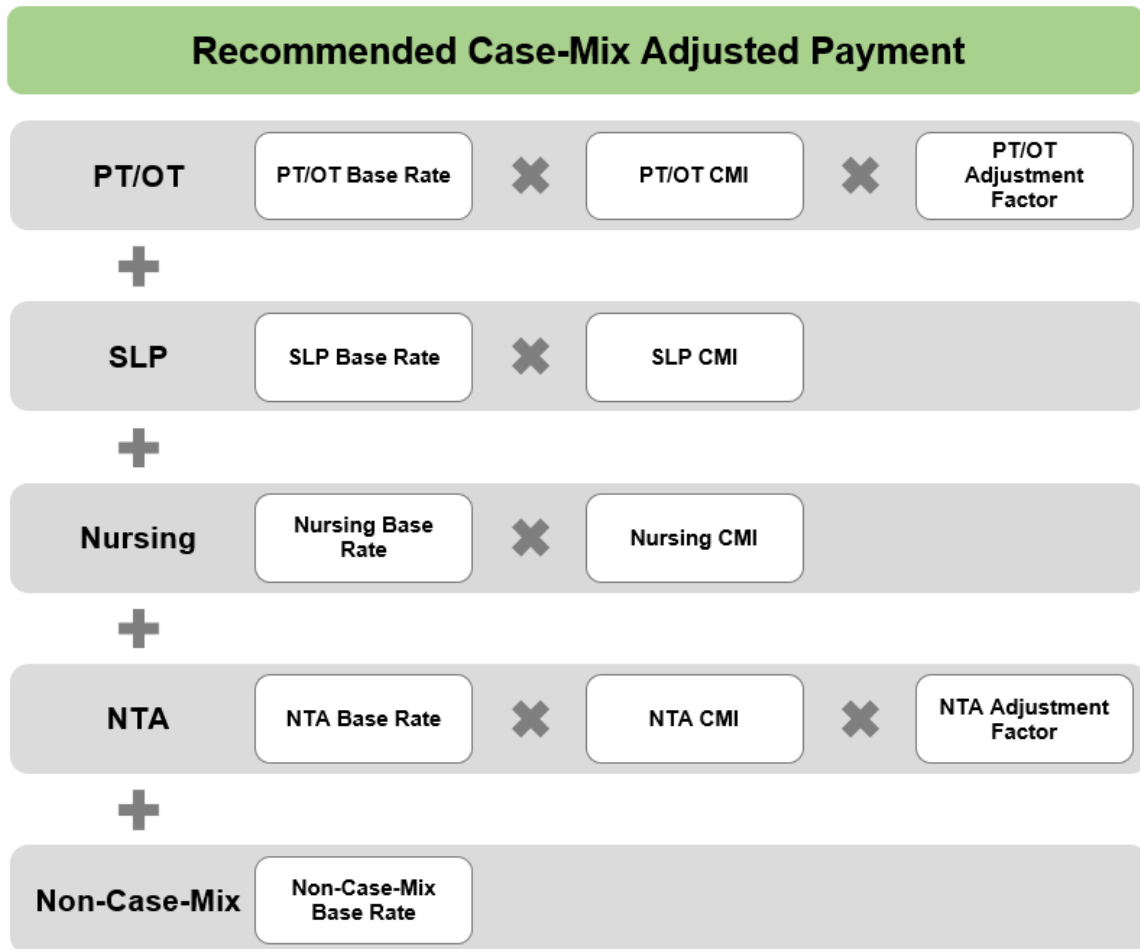 Recommended Case-Mix Adjusted Payment
PT/OT
PT/OT Base Rate
PT/OT CMI
PT/OT
Adjustment
Factor
SLP
SLP Base Rate
SLP CMI
Nursing
Nursing Base
Rate
Nursing CMI
NTA
NTA Base Rate
NTA CMI
NTA Adjustment
Factor
Non-Case-Mix
Non-Case-Mix
Base Rate